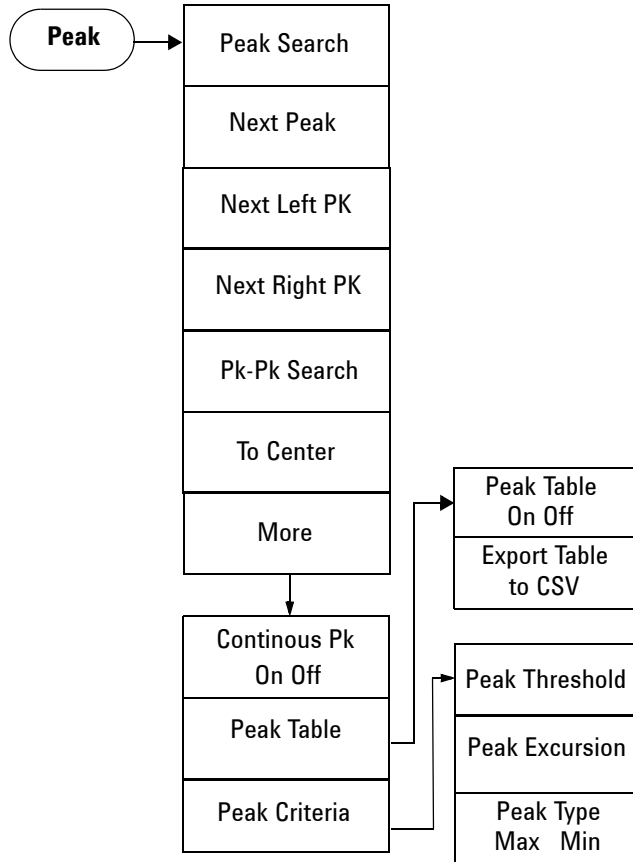 Peak
Peak Search
Next Peak
Next Left PK
Next Right PK
Pk-Pk Search
To Center
More
Continous Pk
On Off
Peak Table
Peak Criteria
Peak Table
On Off
Export Table
to CSV
Peak Threshold
Peak Excursion
Peak Type
Max Min